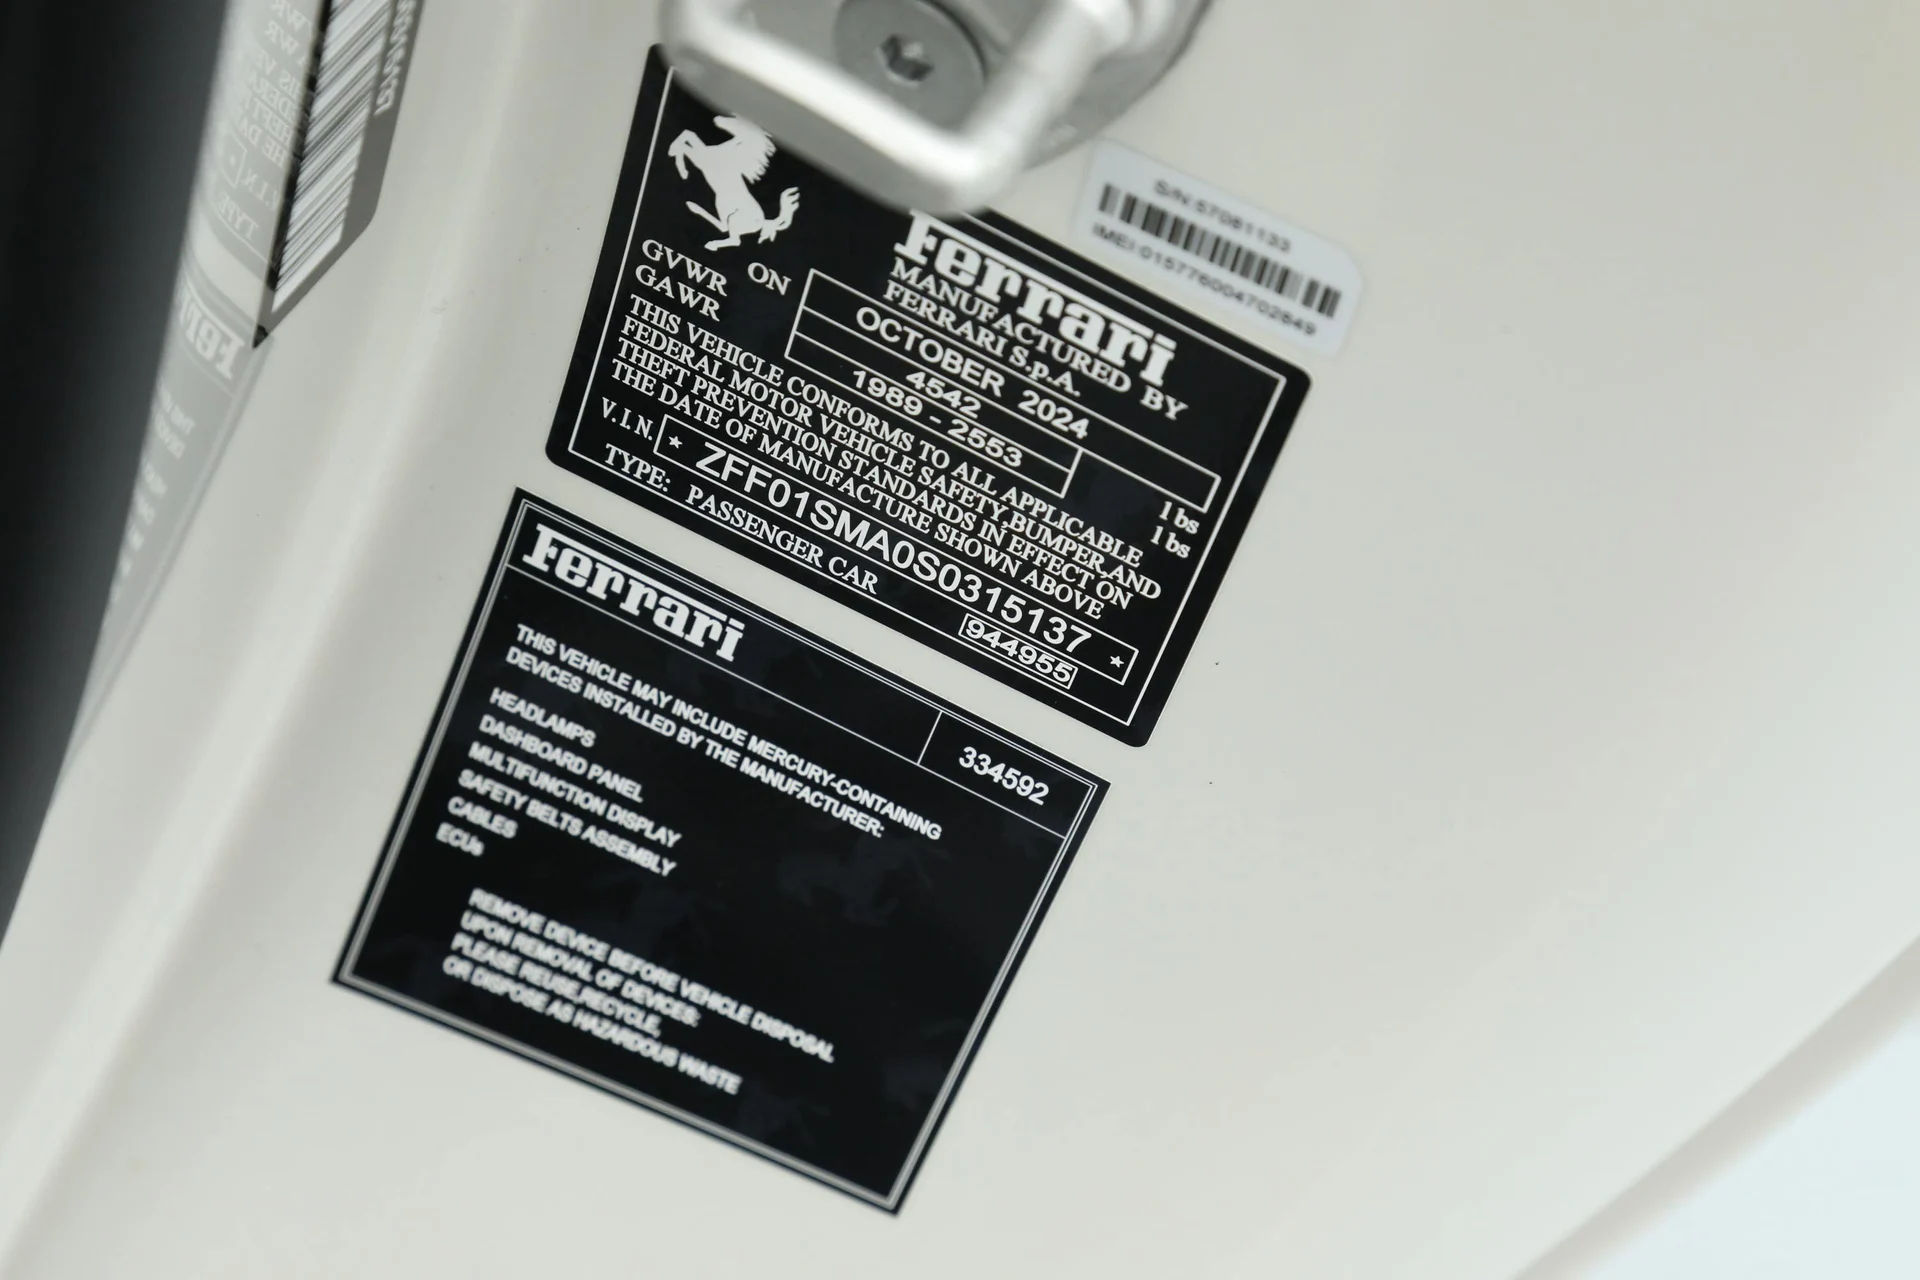 S/N:57081133
IMEI:015776004702849
Ferrari
MANUFACTURED BY
FERRARI S.p.A.
ON OCTOBER 2024
GVWR 4542 lbs
GAWR 1989 - 2553 lbs
THIS VEHICLE CONFORMS TO ALL APPLICABLE
FEDERAL MOTOR VEHICLE SAFETY,BUMPER,AND
THEFT PREVENTION STANDARDS IN EFFECT ON
THE DATE OF MANUFACTURE SHOWN ABOVE
V.I.N. ★ ZFF01SMA0S0315137 ★
TYPE: PASSENGER CAR 944955
Ferrari
334592
THIS VEHICLE MAY INCLUDE MERCURY-CONTAINING
DEVICES INSTALLED BY THE MANUFACTURER:
HEADLAMPS
DASHBOARD PANEL
MULTIFUNCTION DISPLAY
SAFETY BELTS ASSEMBLY
CABLES
ECUs
REMOVE DEVICE BEFORE VEHICLE DISPOSAL
UPON REMOVAL OF DEVICES:
PLEASE REUSE,RECYCLE,
OR DISPOSE AS HAZARDOUS WASTE